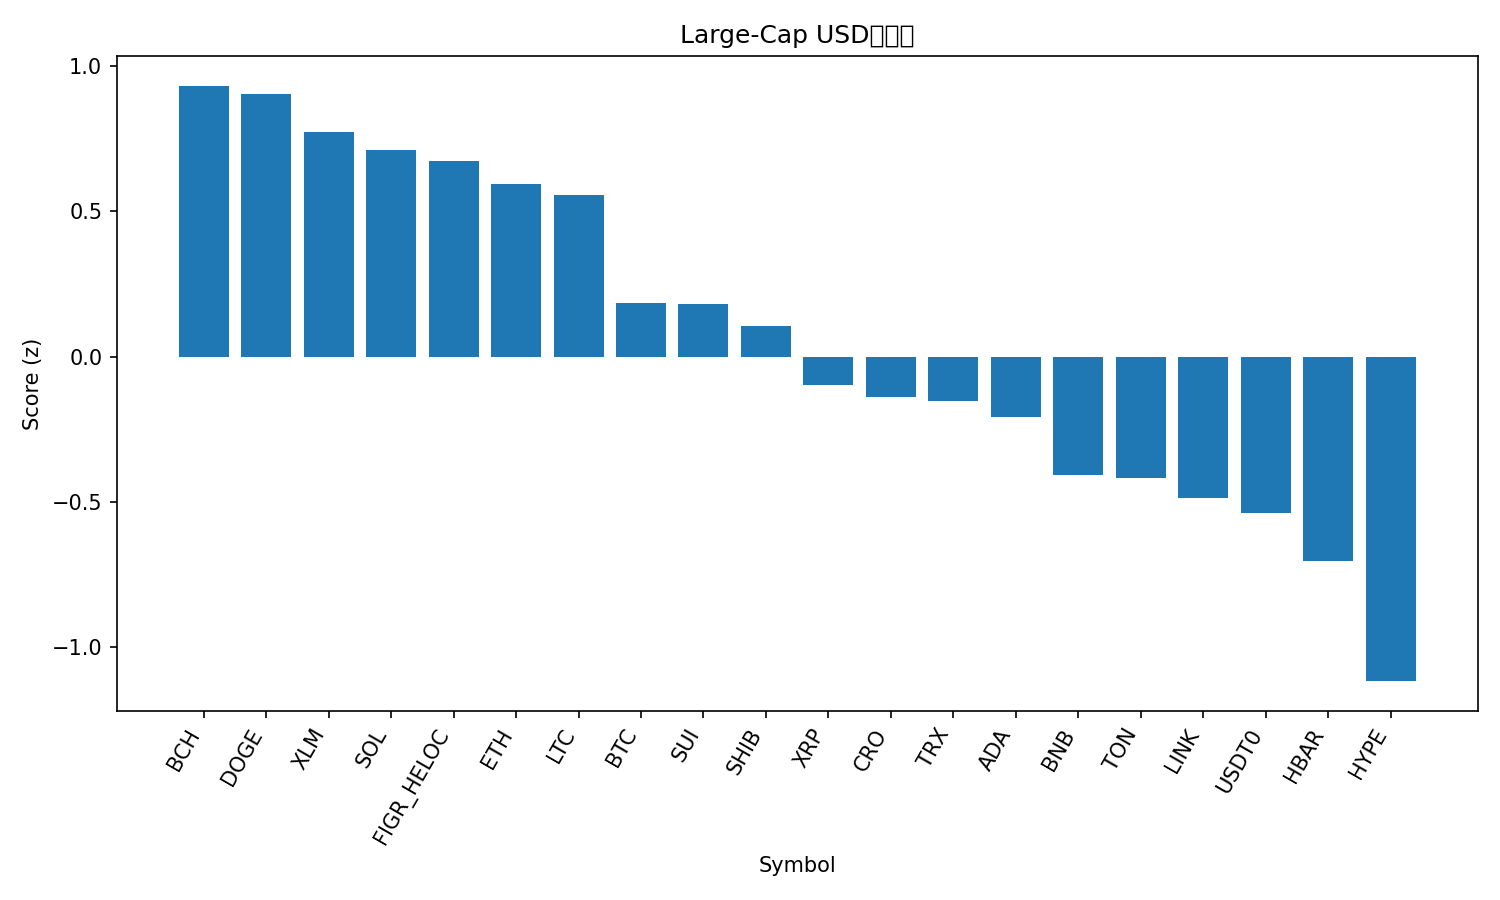 Large-Cap USD
1.0
0.5
0.0
−0.5
−1.0
Score (z)
BCH
DOGE
XLM
SOL
FIGR_HELOC
ETH
LTC
BTC
SUI
SHIB
XRP
CRO
TRX
ADA
BNB
TON
LINK
USDT0
HBAR
HYPE
Symbol